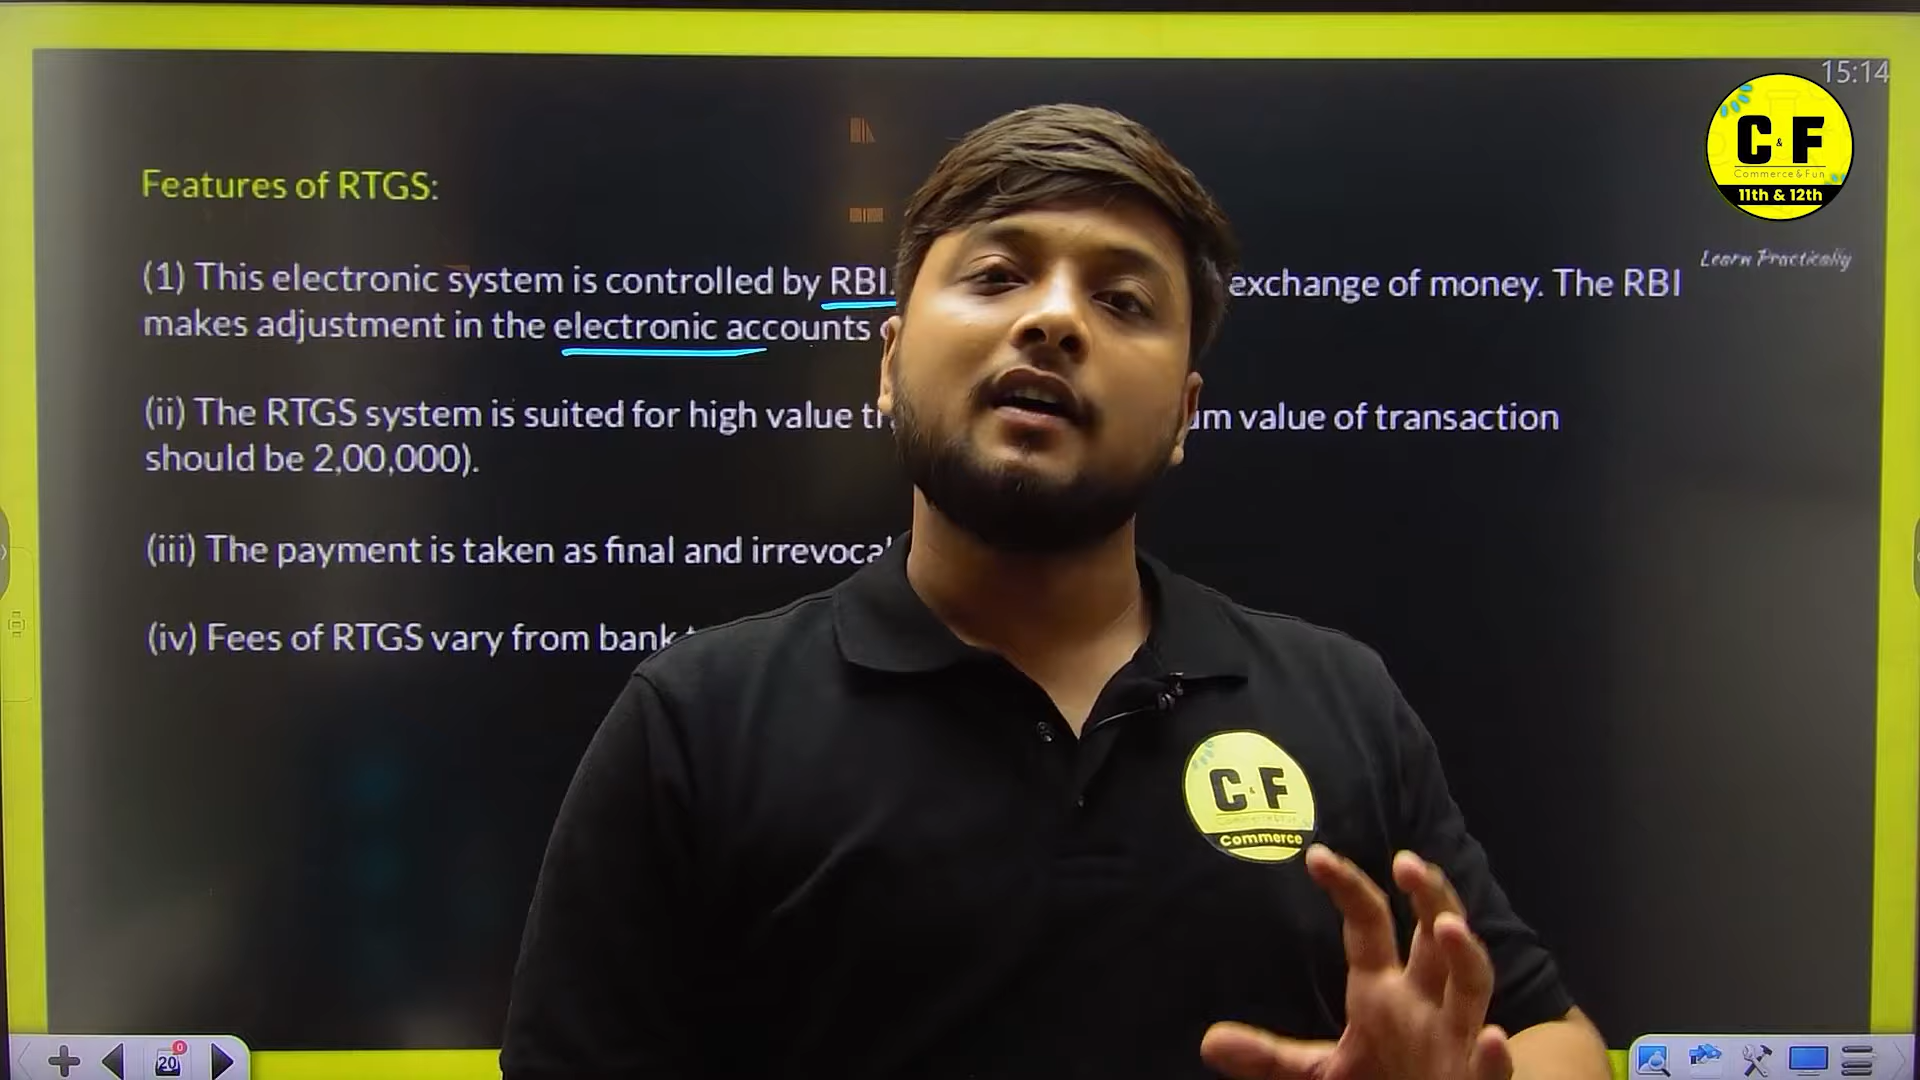 15:14
C & F
Commerce & Fun
11th & 12th
Learn Practically
Features of RTGS:
(1) This electronic system is controlled by RBI. exchange of money. The RBI
makes adjustment in the electronic accounts
(ii) The RTGS system is suited for high value value of transaction
should be 2,00,000).
(iii) The payment is taken as final and
(iv) Fees of RTGS vary from bank
C & F
Commerce
20
0